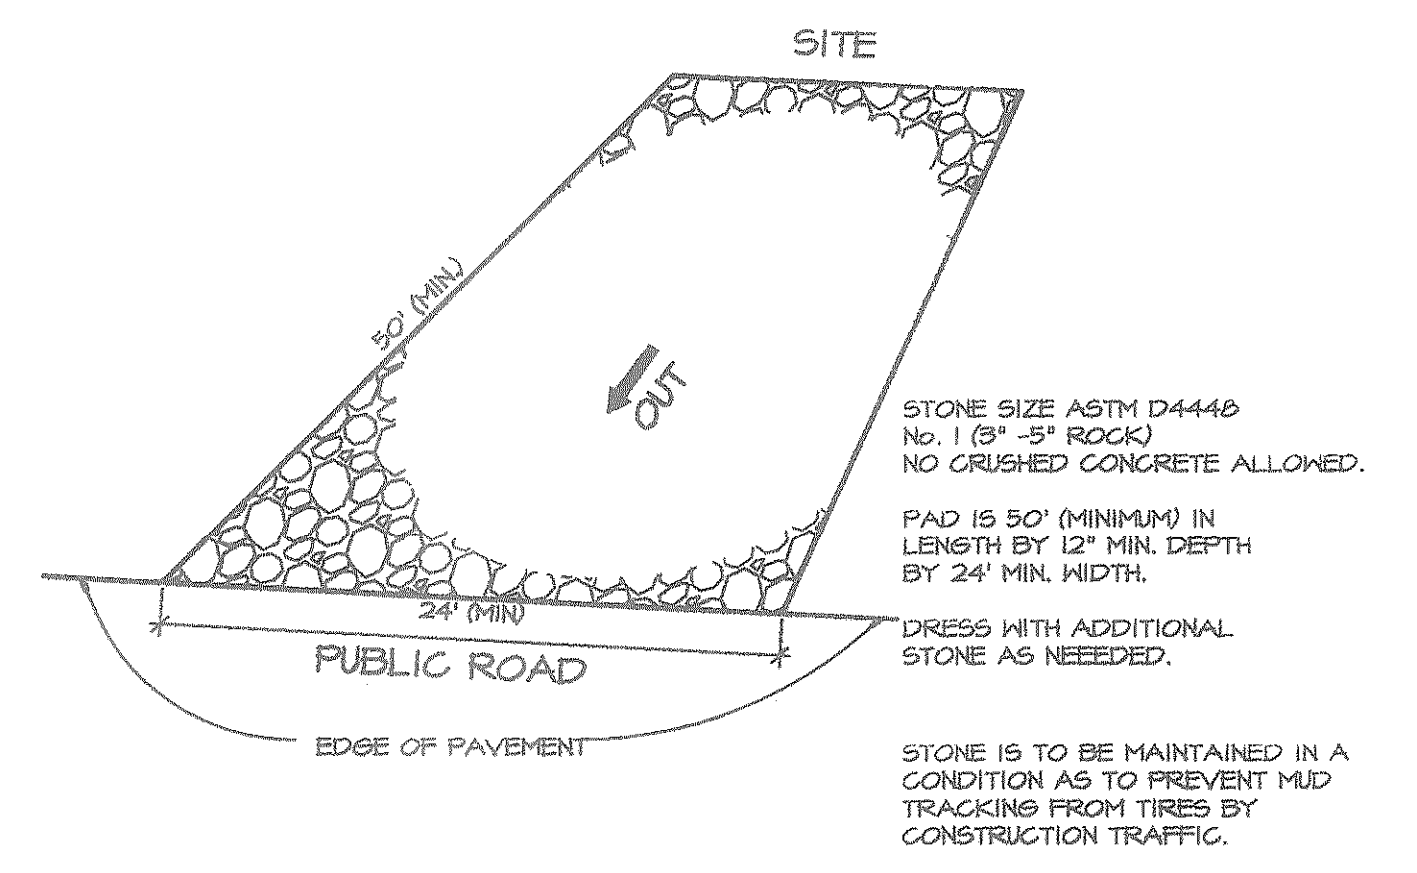 SITE
50' (MIN.)
OUT
STONE SIZE ASTM D4448
No. 1 (3" -5" ROCK)
NO CRUSHED CONCRETE ALLOWED.
PAD IS 50' (MINIMUM) IN
LENGTH BY 12" MIN. DEPTH
BY 24' MIN. WIDTH.
24' (MIN)
DRESS WITH ADDITIONAL
STONE AS NEEEDED.
PUBLIC ROAD
EDGE OF PAVEMENT
STONE IS TO BE MAINTAINED IN A
CONDITION AS TO PREVENT MUD
TRACKING FROM TIRES BY
CONSTRUCTION TRAFFIC.